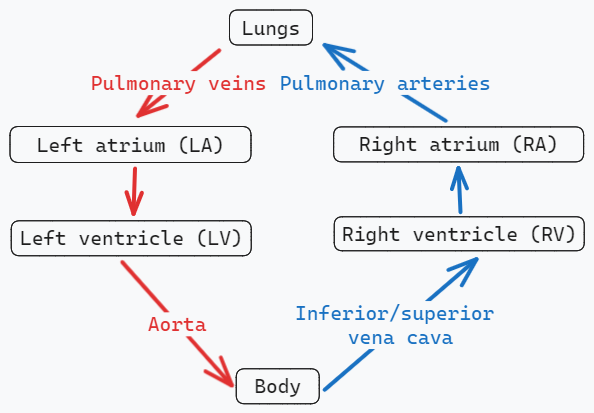 Lungs
Pulmonary veins
Pulmonary arteries
Left atrium (LA)
Right atrium (RA)
Left ventricle (LV)
Right ventricle (RV)
Aorta
Inferior/superior
vena cava
Body